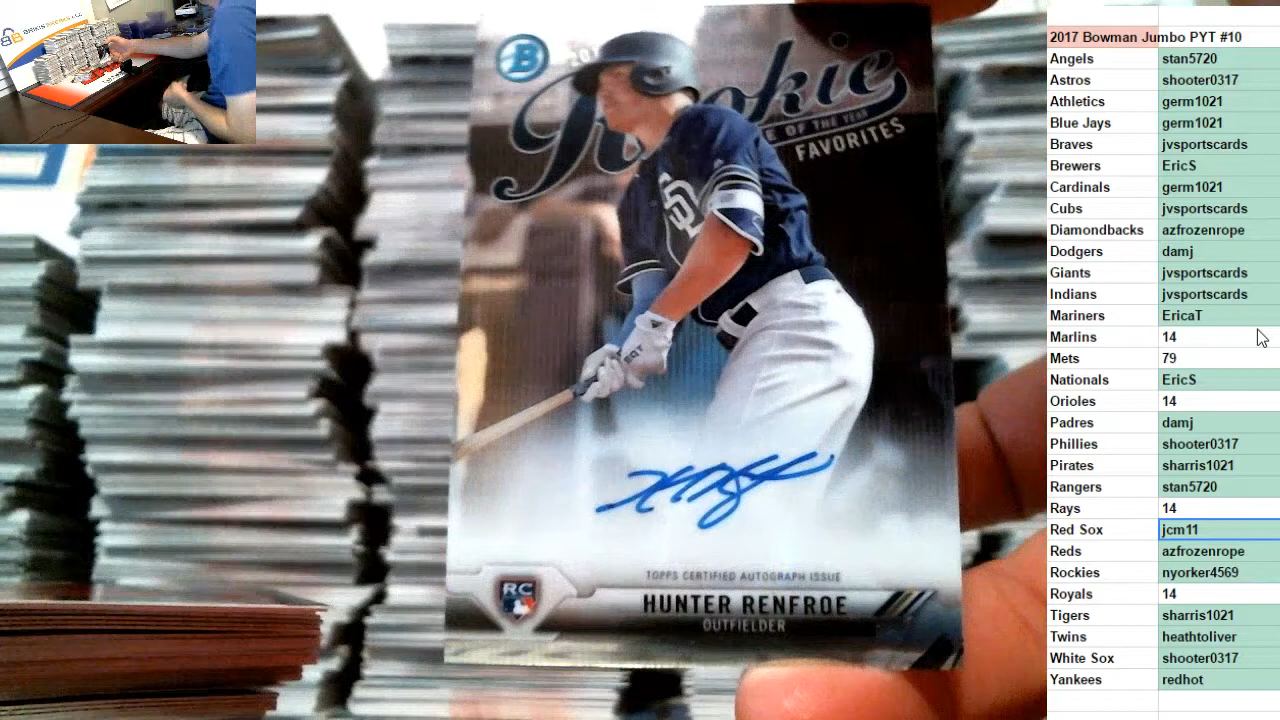 2017 Bowman Jumbo PYT #10
Angels stan5720
Astros shooter0317
Athletics germ1021
Blue Jays germ1021
Braves jvsportscards
Brewers EricS
Cardinals germ1021
Cubs jvsportscards
Diamondbacks azfrozenrope
Dodgers damj
Giants jvsportscards
Indians jvsportscards
Mariners EricaT
Marlins 14
Mets 79
Nationals EricS
Orioles 14
Padres damj
Phillies shooter0317
Pirates sharris1021
Rangers stan5720
Rays 14
Red Sox jcm11
Reds azfrozenrope
Rockies nyorker4569
Royals 14
Tigers sharris1021
Twins heathtoliver
White Sox shooter0317
Yankees redhot
B
Rookie
OF THE YEAR
FAVORITES
SD
TOPPS CERTIFIED AUTOGRAPH ISSUE
RC
HUNTER RENFROE
OUTFIELDER